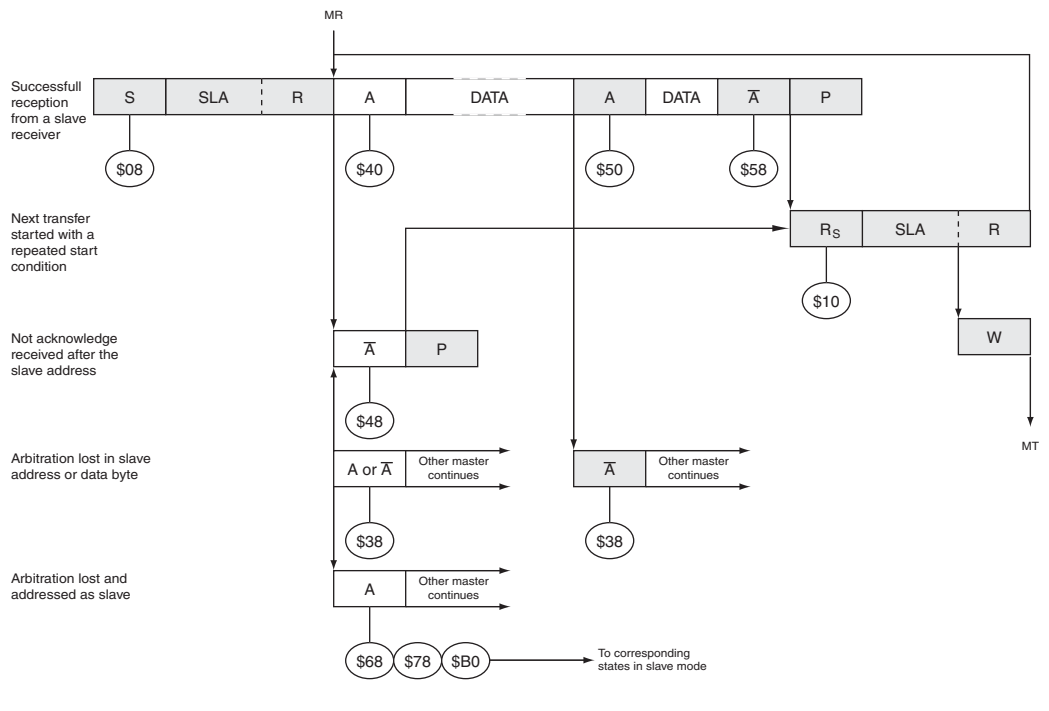 MR
Successfull
reception
from a slave
receiver
S SLA R A DATA A DATA A̅ P
$08 $40 $50 $58
Next transfer
started with a
repeated start
condition
RS SLA R
$10
Not acknowledge
received after the
slave address
A̅ P
W
$48
MT
Arbitration lost in slave
address or data byte
A or A̅
Other master
continues
A̅
Other master
continues
$38 $38
Arbitration lost and
addressed as slave
A
Other master
continues
$68 $78 $B0
To corresponding
states in slave mode